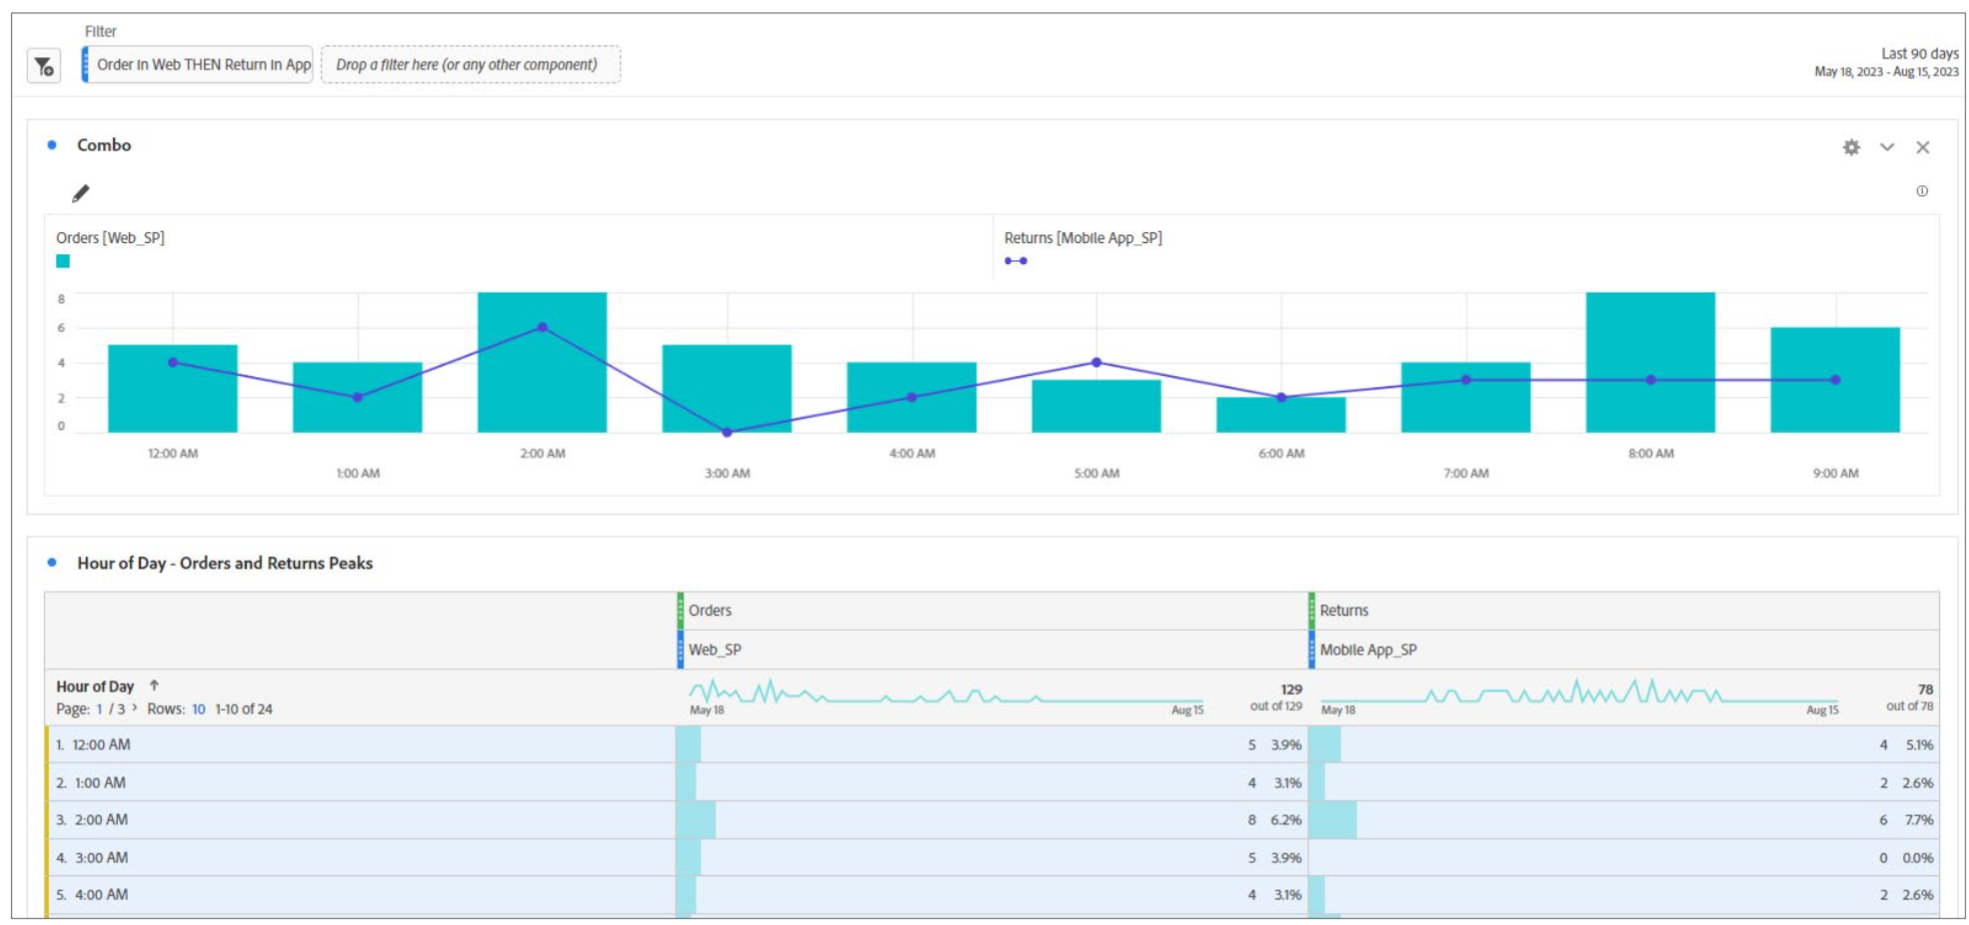 Filter
Order in Web THEN Return in App
Drop a filter here (or any other component)
Last 90 days
May 18, 2023 - Aug 15, 2023
Combo
Orders [Web_SP]
Returns [Mobile App_SP]
8
6
4
2
0
12:00 AM
1:00 AM
2:00 AM
3:00 AM
4:00 AM
5:00 AM
6:00 AM
7:00 AM
8:00 AM
9:00 AM
Hour of Day - Orders and Returns Peaks
Orders
Returns
Web_SP
Mobile App_SP
Hour of Day ↑
Page: 1 / 3 > Rows: 10 1-10 of 24
May 18
Aug 15
129
out of 129
May 18
Aug 15
78
out of 78
1. 12:00 AM 5 3.9% 4 5.1%
2. 1:00 AM 4 3.1% 2 2.6%
3. 2:00 AM 8 6.2% 6 7.7%
4. 3:00 AM 5 3.9% 0 0.0%
5. 4:00 AM 4 3.1% 2 2.6%